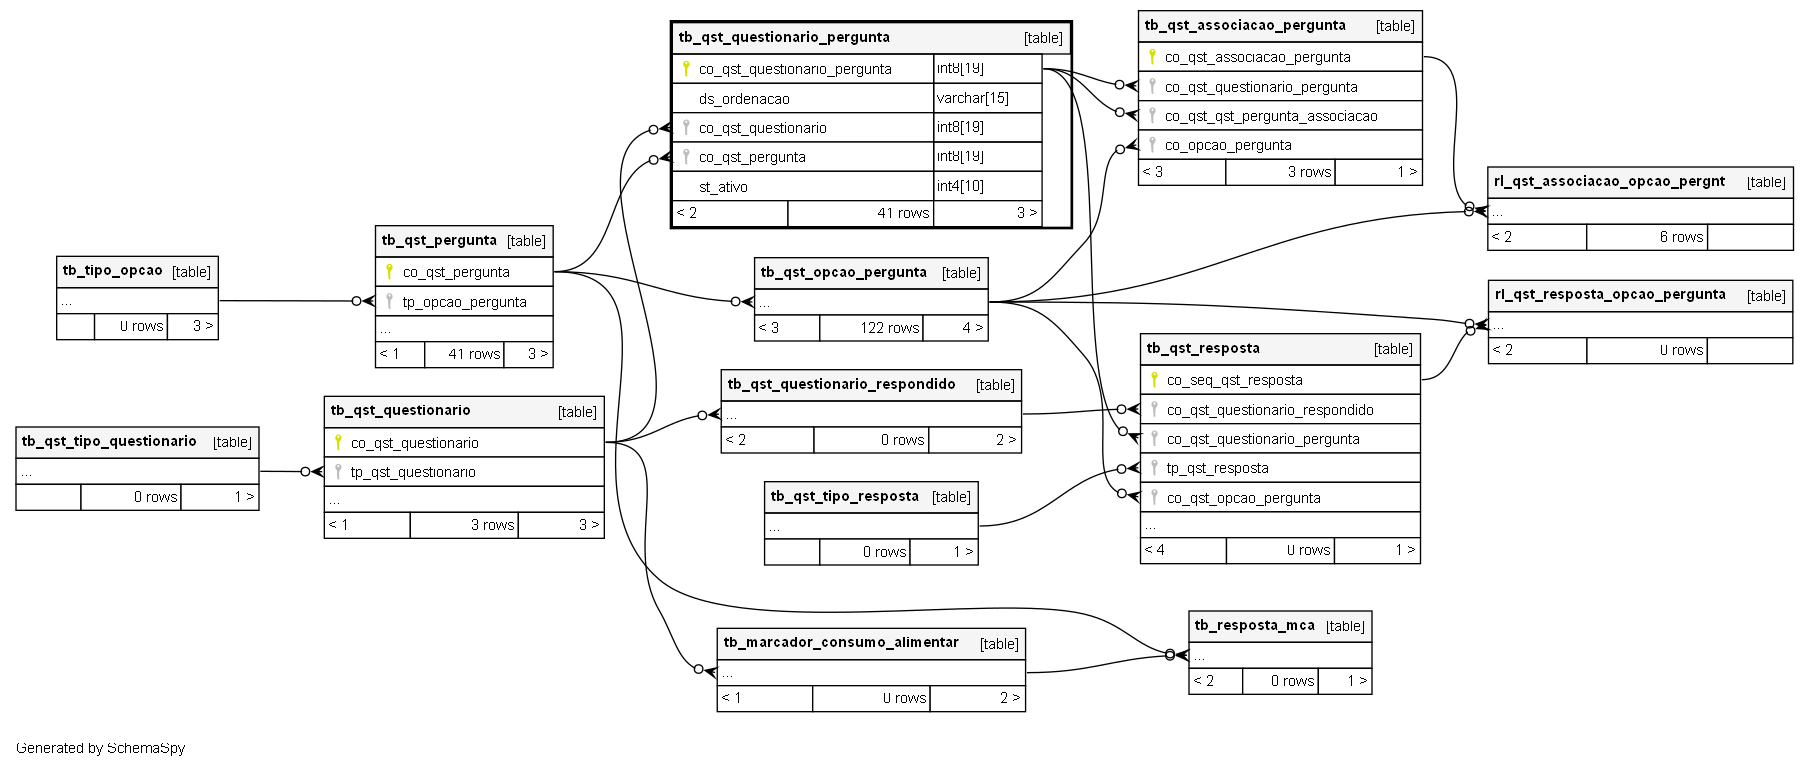 tb_qst_questionario_pergunta [table]
co_qst_questionario_pergunta int8[19]
ds_ordenacao varchar[15]
co_qst_questionario int8[19]
co_qst_pergunta int8[19]
st_ativo int4[10]
< 2 41 rows 3 >
tb_qst_associacao_pergunta [table]
co_qst_associacao_pergunta
co_qst_questionario_pergunta
co_qst_qst_pergunta_associacao
co_opcao_pergunta
< 3 3 rows 1 >
rl_qst_associacao_opcao_pergnt [table]
...
< 2 6 rows
tb_qst_pergunta [table]
co_qst_pergunta
tp_opcao_pergunta
...
< 1 41 rows 3 >
tb_tipo_opcao [table]
...
0 rows 3 >
tb_qst_opcao_pergunta [table]
...
< 3 122 rows 4 >
rl_qst_resposta_opcao_pergunta [table]
...
< 2 0 rows
tb_qst_resposta [table]
co_seq_qst_resposta
co_qst_questionario_respondido
co_qst_questionario_pergunta
tp_qst_resposta
co_qst_opcao_pergunta
...
< 4 0 rows 1 >
tb_qst_questionario_respondido [table]
...
< 2 0 rows 2 >
tb_qst_questionario [table]
co_qst_questionario
tp_qst_questionario
...
< 1 3 rows 3 >
tb_qst_tipo_questionario [table]
...
0 rows 1 >
tb_qst_tipo_resposta [table]
...
0 rows 1 >
tb_marcador_consumo_alimentar [table]
...
< 1 0 rows 2 >
tb_resposta_mca [table]
...
< 2 0 rows 1 >
Generated by SchemaSpy